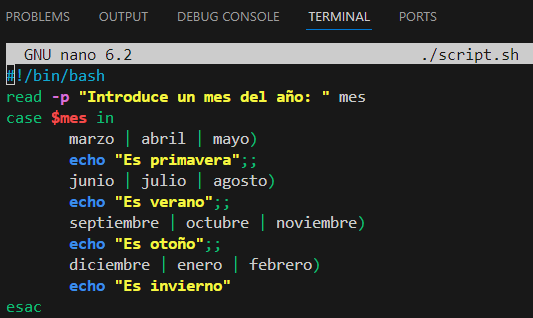 PROBLEMS OUTPUT DEBUG CONSOLE TERMINAL PORTS
GNU nano 6.2 ./script.sh
#!/bin/bash
read -p "Introduce un mes del año: " mes
case $mes in
marzo | abril | mayo)
echo "Es primavera";;
junio | julio | agosto)
echo "Es verano";;
septiembre | octubre | noviembre)
echo "Es otoño";;
diciembre | enero | febrero)
echo "Es invierno"
esac